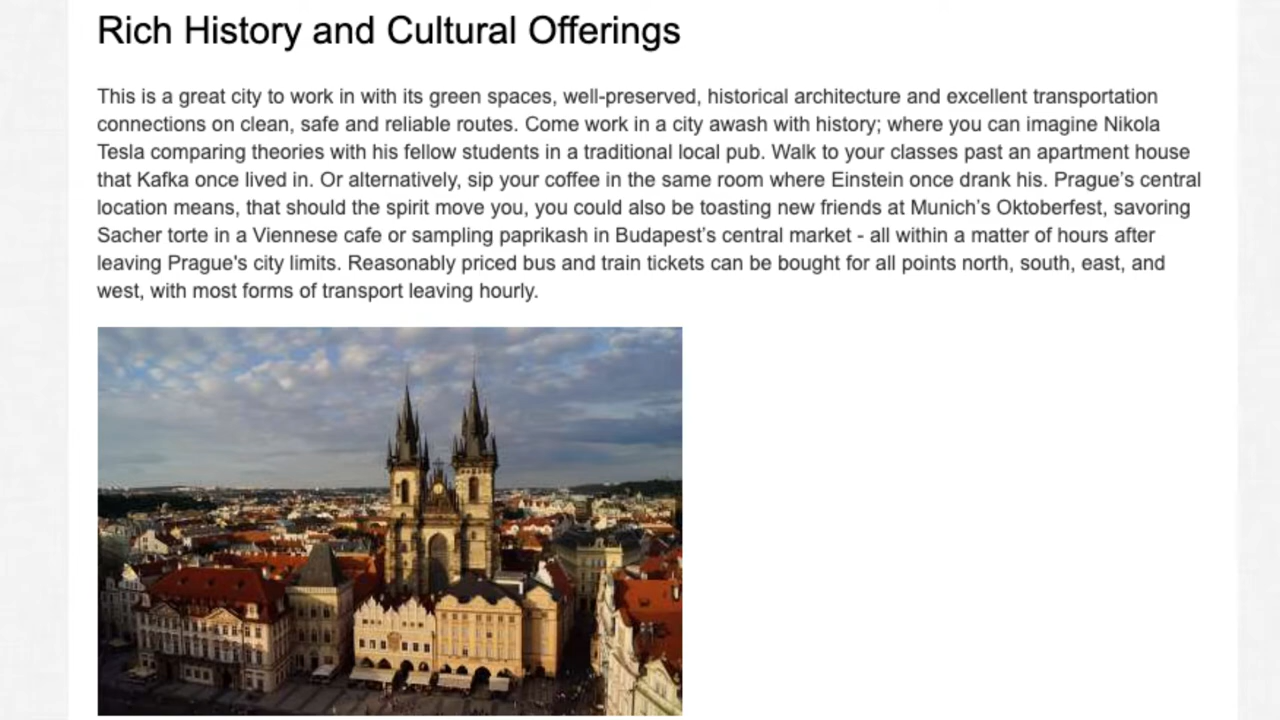 Rich History and Cultural Offerings
This is a great city to work in with its green spaces, well-preserved, historical architecture and excellent transportation
connections on clean, safe and reliable routes. Come work in a city awash with history; where you can imagine Nikola
Tesla comparing theories with his fellow students in a traditional local pub. Walk to your classes past an apartment house
that Kafka once lived in. Or alternatively, sip your coffee in the same room where Einstein once drank his. Prague’s central
location means, that should the spirit move you, you could also be toasting new friends at Munich’s Oktoberfest, savoring
Sacher torte in a Viennese cafe or sampling paprikash in Budapest’s central market - all within a matter of hours after
leaving Prague's city limits. Reasonably priced bus and train tickets can be bought for all points north, south, east, and
west, with most forms of transport leaving hourly.